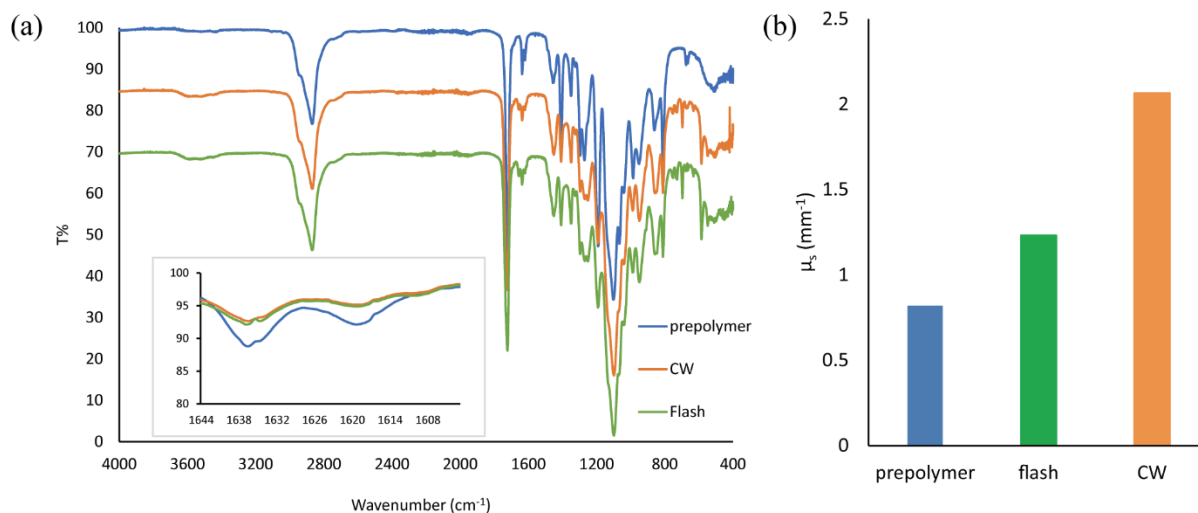 (a)
100
90
80
70
60
50
40
30
20
10
0
T%
4000 3600 3200 2800 2400 2000 1600 1200 800 400
Wavenumber (cm⁻¹)
prepolymer
CW
Flash
100
95
90
85
80
1644 1638 1632 1626 1620 1614 1608
(b)
2.5
2
1.5
1
0.5
0
μₛ (mm⁻¹)
prepolymer flash CW